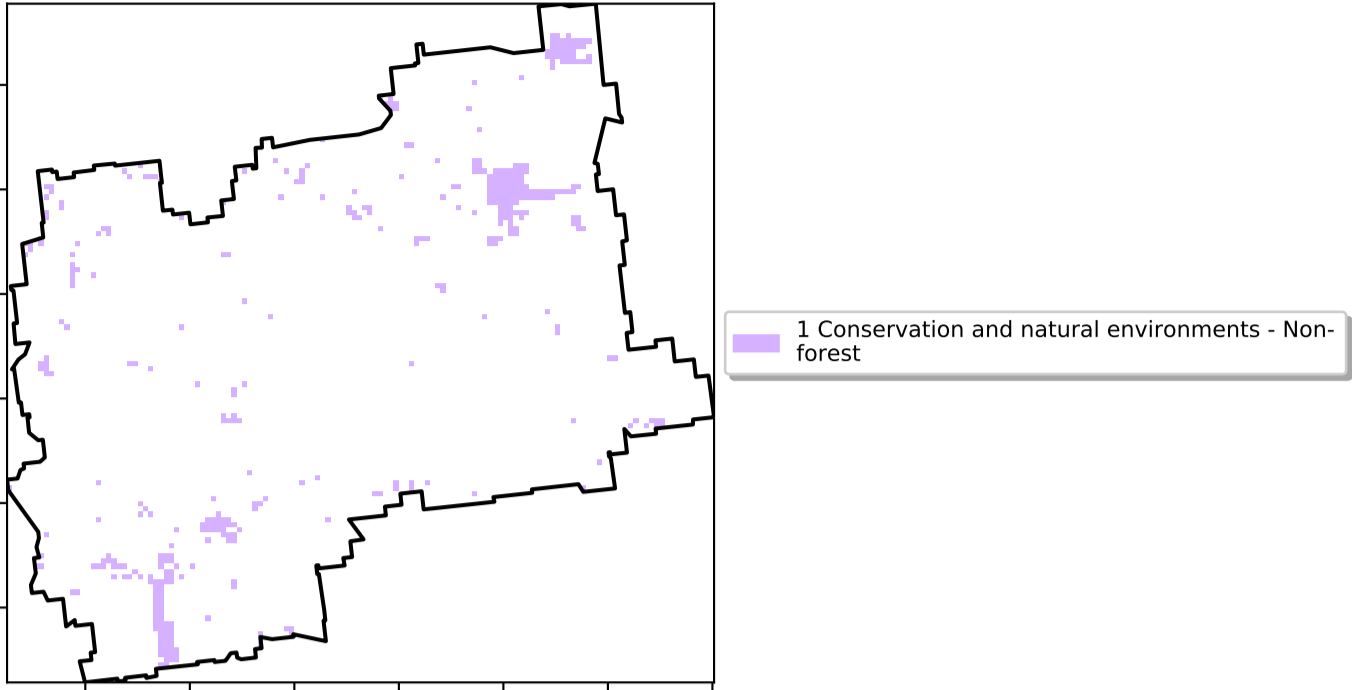 1 Conservation and natural environments - Non-
forest